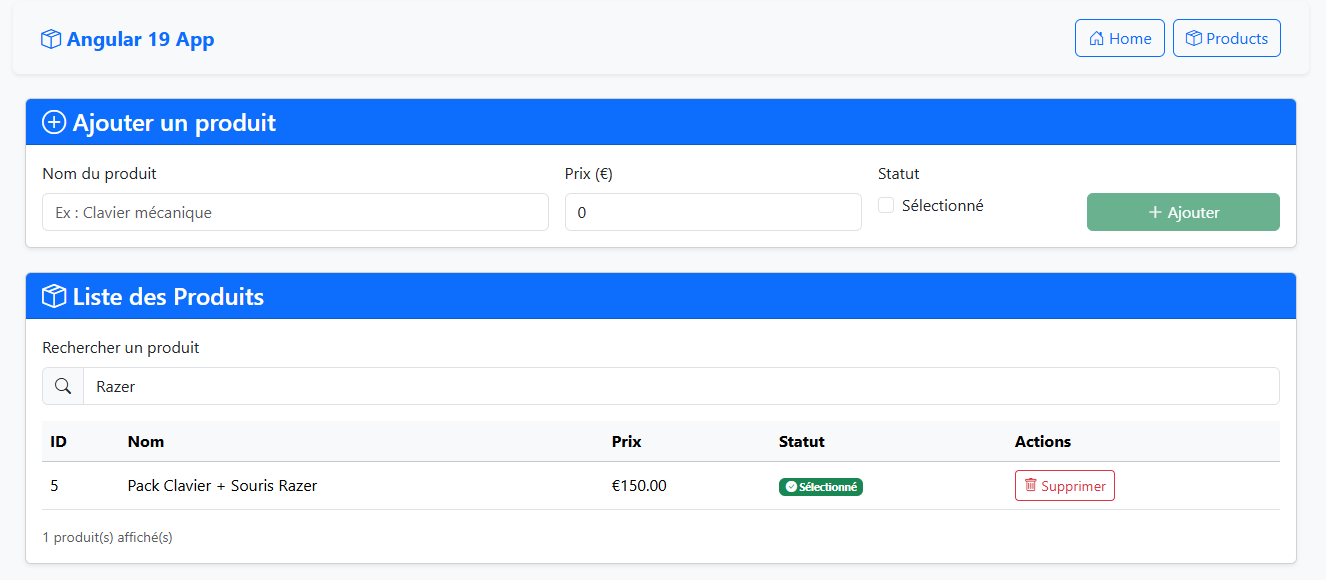 Angular 19 App Home Products
Ajouter un produit
Nom du produit Prix (€) Statut
Ex : Clavier mécanique 0 Sélectionné + Ajouter
Liste des Produits
Rechercher un produit
Razer
ID Nom Prix Statut Actions
5 Pack Clavier + Souris Razer €150.00 Sélectionné Supprimer
1 produit(s) affiché(s)